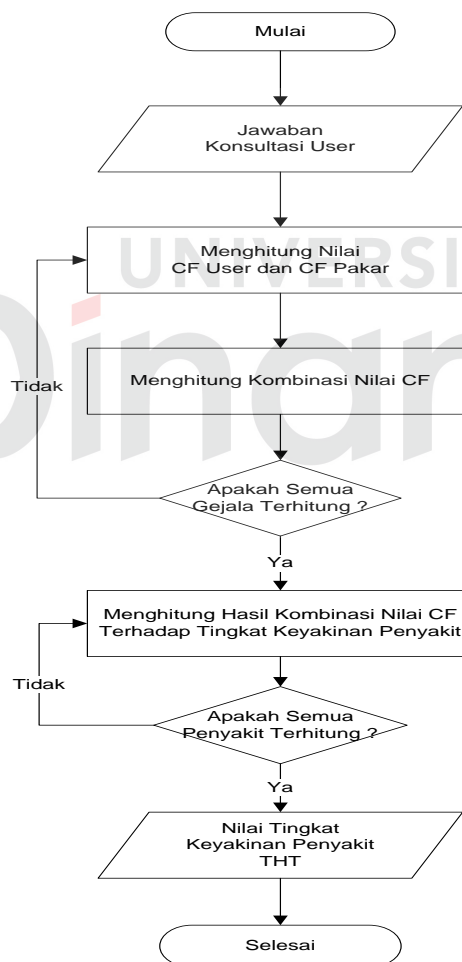 Mulai
Jawaban
Konsultasi User
UNIVERSI
Menghitung Nilai
CF User dan CF Pakar
Dinam
Menghitung Kombinasi Nilai CF
Tidak
Apakah Semua
Gejala Terhitung ?
Ya
Menghitung Hasil Kombinasi Nilai CF
Terhadap Tingkat Keyakinan Penyakit
Tidak
Apakah Semua
Penyakit Terhitung ?
Ya
Nilai Tingkat
Keyakinan Penyakit
THT
Selesai